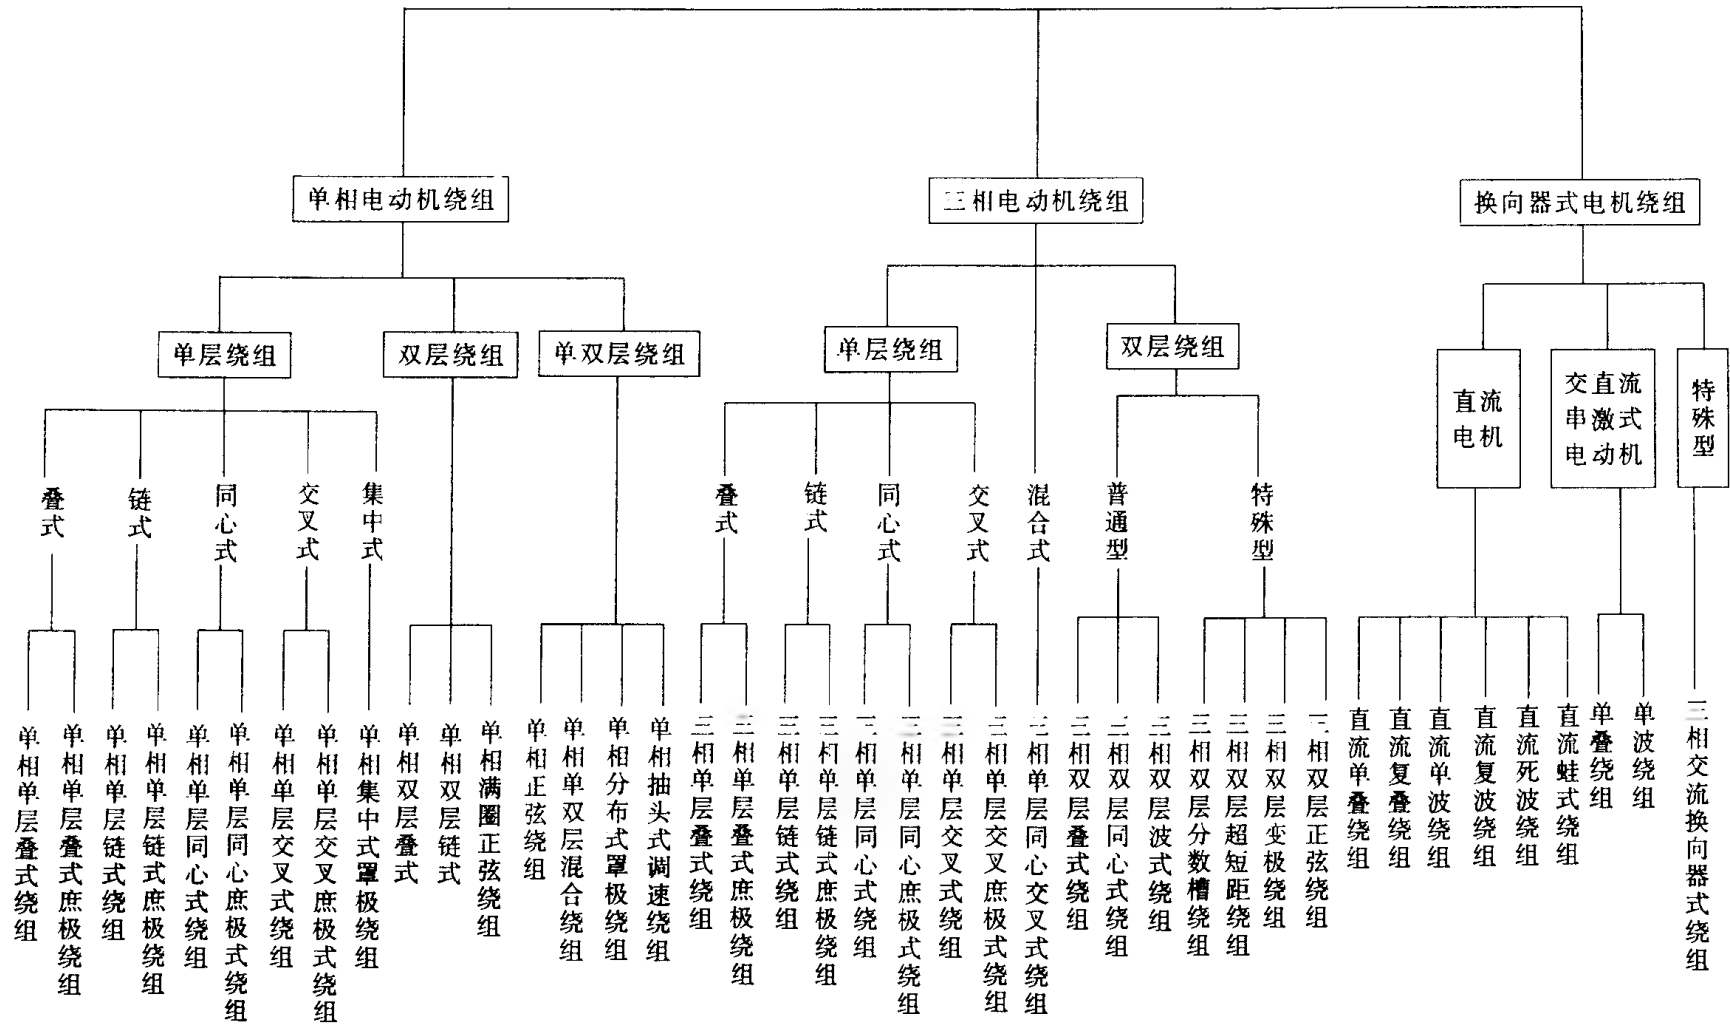 单相电动机绕组
三相电动机绕组
换向器式电机绕组
单层绕组
双层绕组
单双层绕组
单层绕组
双层绕组
直流
电机
交直流
串激式
电动机
特殊型
叠式
链式
同心式
交叉式
集中式
叠式
链式
同心式
交叉式
混合式
普通型
特殊型
单相单层叠式绕组
单相单层叠式庶极绕组
单相单层链式绕组
单相单层链式庶极绕组
单相单层同心式绕组
单相单层同心庶极式绕组
单相单层交叉式绕组
单相单层交叉庶极式绕组
单相集中式罩极绕组
单相双层叠式
单相双层链式
单相满圈正弦绕组
单相正弦绕组
单相单双层混合绕组
单相分布式罩极绕组
单相抽头式调速绕组
三相单层叠式绕组
三相单层叠式庶极绕组
三相单层链式绕组
三相单层链式庶极绕组
三相单层同心式绕组
三相单层同心庶极式绕组
三相单层交叉式绕组
三相单层交叉庶极式绕组
三相单层同心交叉式绕组
三相双层叠式绕组
三相双层同心式绕组
三相双层波式绕组
三相双层分数槽绕组
三相双层超短距绕组
三相双层变极绕组
三相双层正弦绕组
直流单叠绕组
直流复叠绕组
直流单波绕组
直流复波绕组
直流死波绕组
直流蛙式绕组
单叠绕组
单波绕组
三相交流换向器式绕组